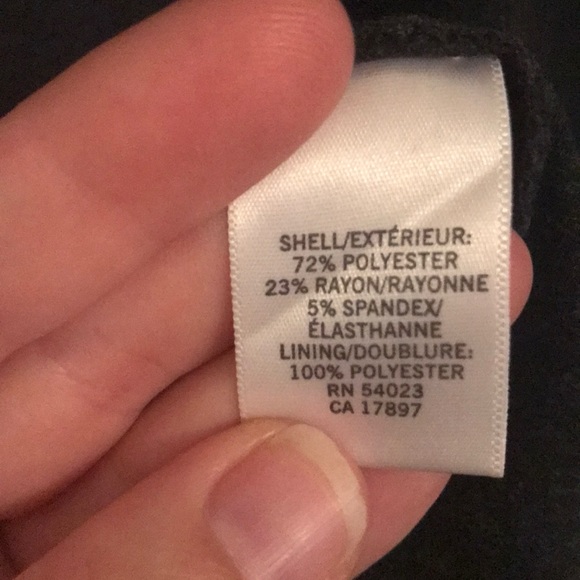 SHELL/EXTÉRIEUR:
72% POLYESTER
23% RAYON/RAYONNE
5% SPANDEX/
ÉLASTHANNE
LINING/DOUBLURE:
100% POLYESTER
RN 54023
CA 17897